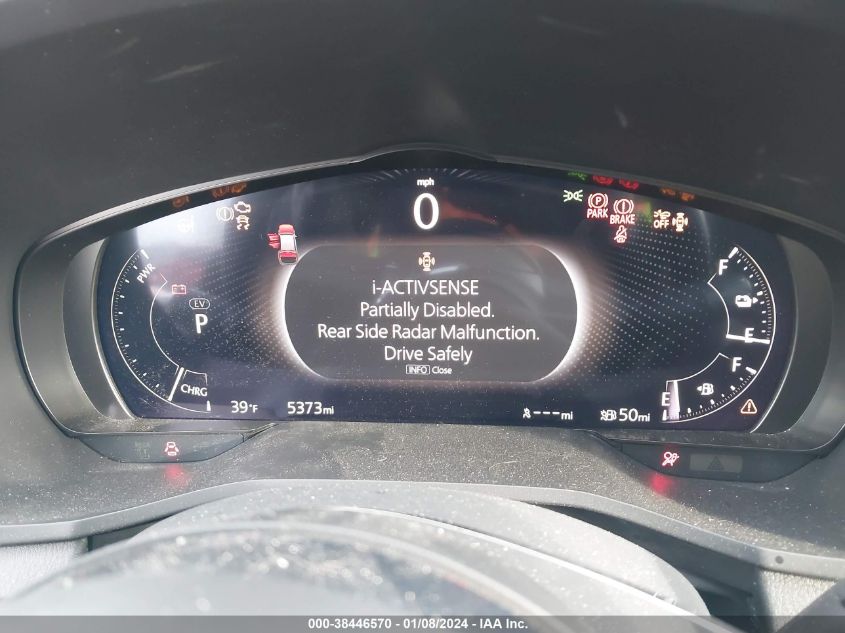 mph
0
PARK
BRAKE
OFF
PWR
EV
P
CHRG
i-ACTIVSENSE
Partially Disabled.
Rear Side Radar Malfunction.
Drive Safely
INFO Close
F
E
F
E
39°F
5373mi
---mi
50mi
000-38446570 - 01/08/2024 - IAA Inc.